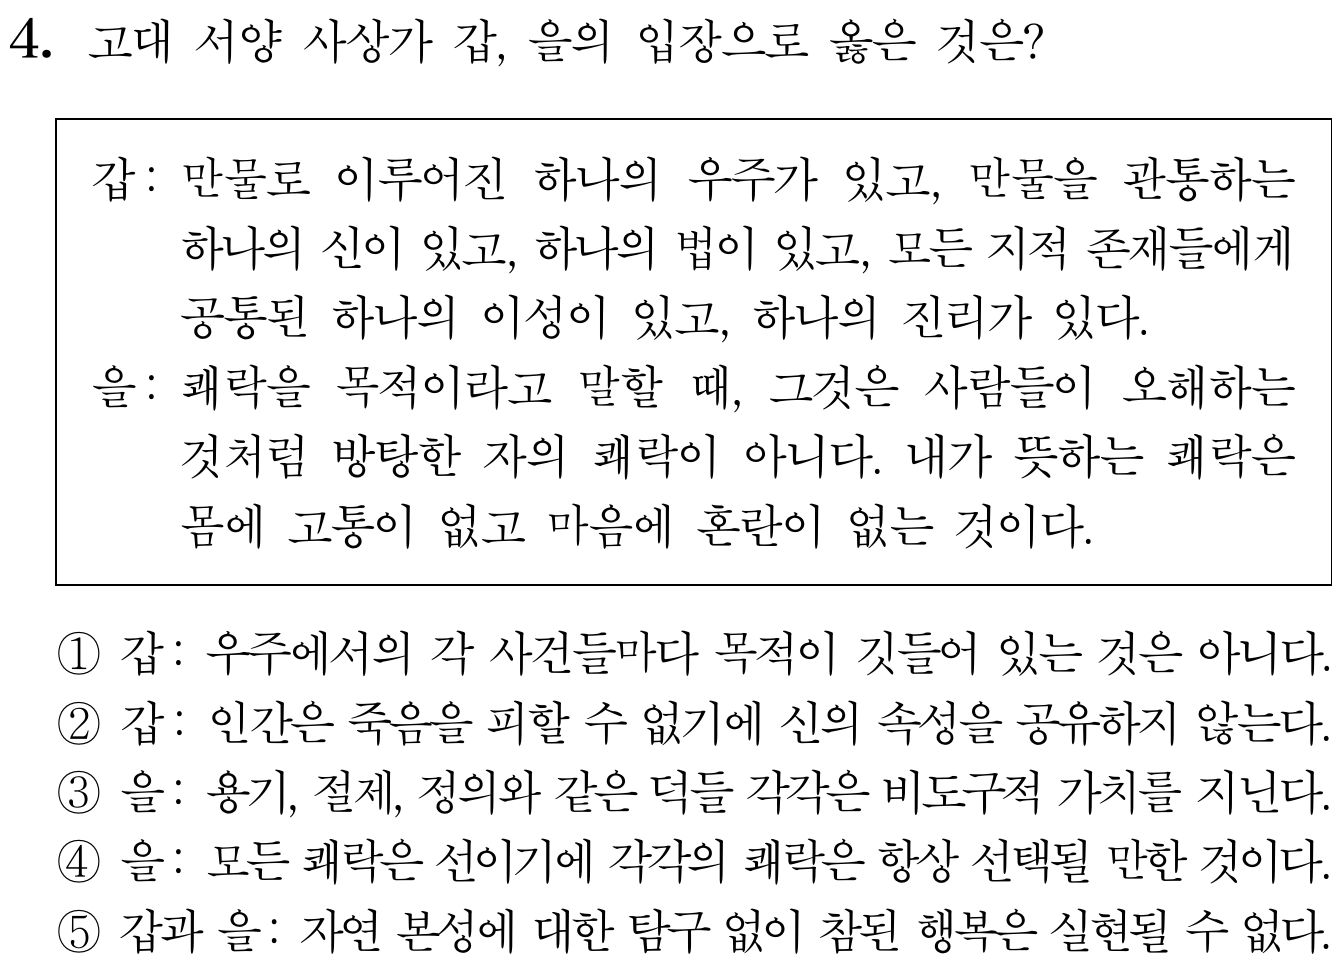 4. 고대 서양 사상가 갑, 을의 입장으로 옳은 것은?
갑: 만물로 이루어진 하나의 우주가 있고, 만물을 관통하는
하나의 신이 있고, 하나의 법이 있고, 모든 지적 존재들에게
공통된 하나의 이성이 있고, 하나의 진리가 있다.
을: 쾌락을 목적이라고 말할 때, 그것은 사람들이 오해하는
것처럼 방탕한 자의 쾌락이 아니다. 내가 뜻하는 쾌락은
몸에 고통이 없고 마음에 혼란이 없는 것이다.
① 갑: 우주에서의 각 사건들마다 목적이 깃들어 있는 것은 아니다.
② 갑: 인간은 죽음을 피할 수 없기에 신의 속성을 공유하지 않는다.
③ 을: 용기, 절제, 정의와 같은 덕들 각각은 비도구적 가치를 지닌다.
④ 을: 모든 쾌락은 선이기에 각각의 쾌락은 항상 선택될 만한 것이다.
⑤ 갑과 을: 자연 본성에 대한 탐구 없이 참된 행복은 실현될 수 없다.